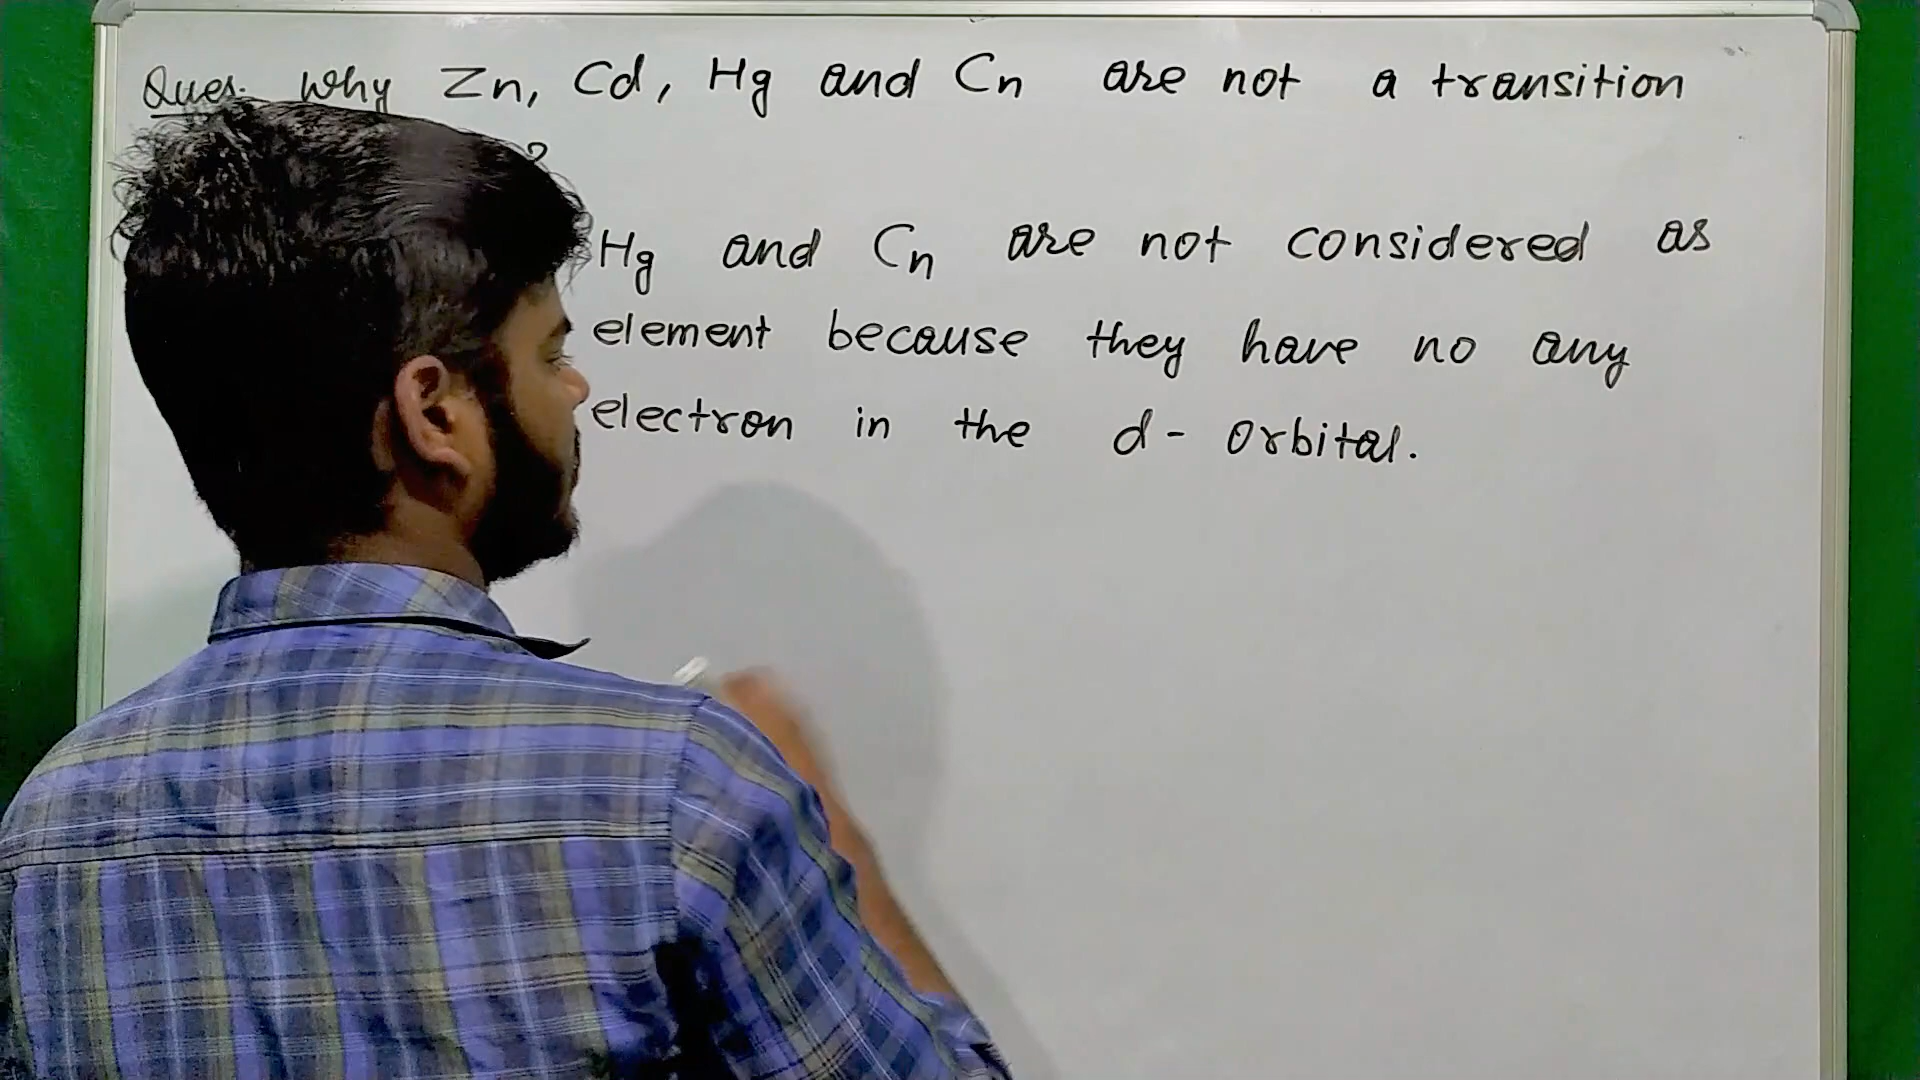 Ques. Why Zn, Cd, Hg and Cn are not a transition
?
Hg and Cn are not considered as
element because they have no any
electron in the d- orbital.